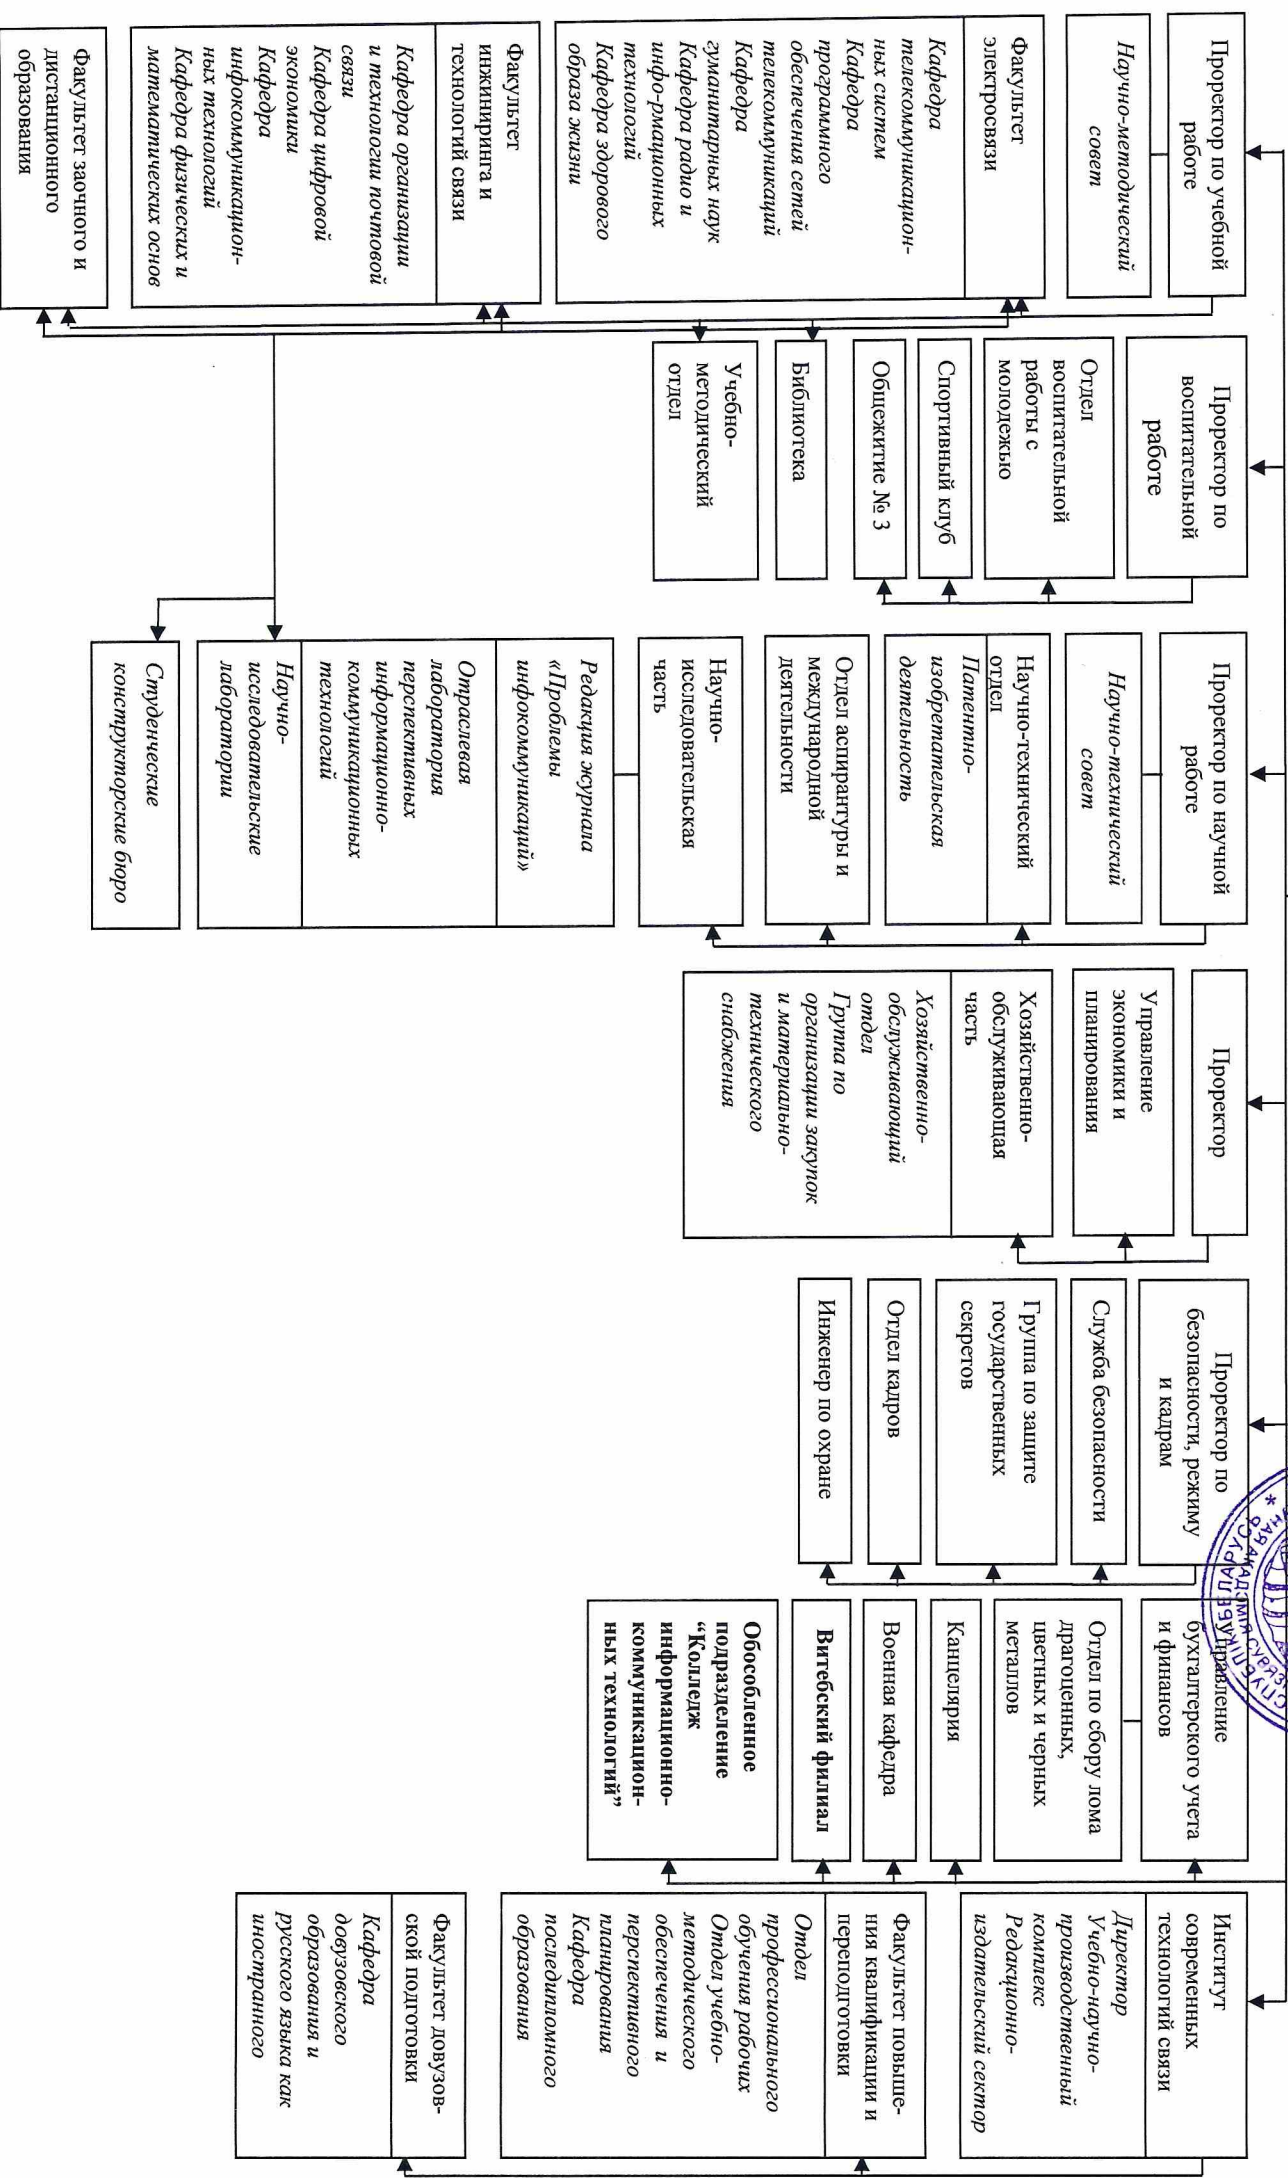 Проректор по учебной
работе
Научно-методический
совет
Факультет
электросвязи
Кафедра
телекоммуникацион-
ных систем
Кафедра
программного
обеспечения сетей
телекоммуникаций
Кафедра
гуманитарных наук
Кафедра радио и
инфо-рмационных
технологий
Кафедра здорового
образа жизни
Факультет
инжиниринга и
технологий связи
Кафедра организации
и технологии почтовой
связи
Кафедра цифровой
экономики
Кафедра
инфокоммуникацион-
ных технологий
Кафедра физических и
математических основ
Факультет заочного и
дистанционного
образования
Проректор по
воспитательной
работе
Отдел
воспитательной
работы с
молодежью
Спортивный клуб
Общежитие № 3
Библиотека
Учебно-
методический
отдел
Проректор по научной
работе
Научно-технический
совет
Научно-технический
отдел
Патентно-
изобретательская
деятельность
Отдел аспирантуры и
международной
деятельности
Научно-
исследовательская
часть
Редакция журнала
«Проблемы
инфокоммуникаций»
Отраслевая
лаборатория
перспективных
информационно-
коммуникационных
технологий
Научно-
исследовательские
лаборатории
Студенческие
конструкторские бюро
Проректор
Управление
экономики и
планирования
Хозяйственно-
обслуживающая
часть
Хозяйственно-
обслуживающий
отдел
Группа по
организации закупок
и материально-
технического
снабжения
Проректор по
безопасности, режиму
и кадрам
Служба безопасности
Группа по защите
государственных
секретов
Отдел кадров
Инженер по охране
Управление
бухгалтерского учета
и финансов
Отдел по сбору лома
драгоценных,
цветных и черных
металлов
Канцелярия
Военная кафедра
Витебский филиал
Обособленное
подразделение
“Колледж
информационно-
коммуникацион-
ных технологий”
Институт
современных
технологий связи
Директор
Учебно-научно-
производственный
комплекс
Редакционно-
издательский сектор
Факультет повыше-
ния квалификации и
переподготовки
Отдел
профессионального
обучения рабочих
Отдел учебно-
методического
обеспечения и
перспективного
планирования
Кафедра
последипломного
образования
Факультет довузов-
ской подготовки
Кафедра
довузовского
образования и
русского языка как
иностранного